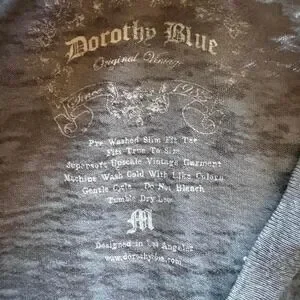 Dorothy Blue
Original Vintage
Since
Pre Washed Slim Fit Tee
Fits True To Size
Supersoft Upscale Vintage Garment
Machine Wash Cold With Like Colors
Gentle Cycle Do Not Bleach
Tumble Dry Low
M
Designed in Los Angeles
www.dorothyblue.com